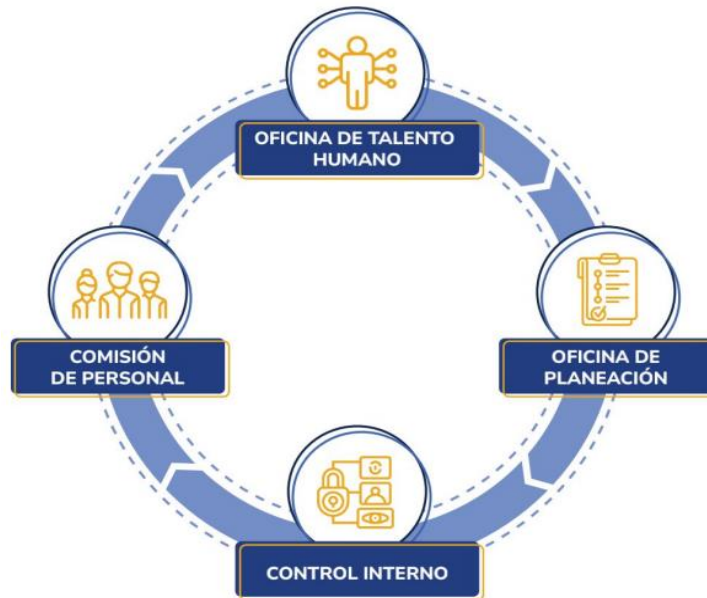 OFICINA DE TALENTO
HUMANO
COMISIÓN
DE PERSONAL
OFICINA DE
PLANEACIÓN
CONTROL INTERNO